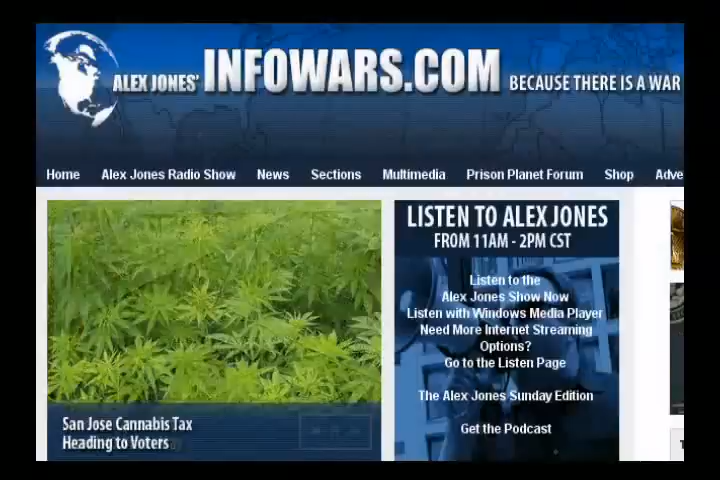 ALEX JONES' INFOWARS.COM BECAUSE THERE IS A WAR
Home Alex Jones Radio Show News Sections Multimedia Prison Planet Forum Shop Adve
LISTEN TO ALEX JONES
FROM 11AM - 2PM CST
Listen to the
Alex Jones Show Now
Listen with Windows Media Player
Need More Internet Streaming
Options?
Go to the Listen Page
The Alex Jones Sunday Edition
Get the Podcast
San Jose Cannabis Tax
Heading to Voters